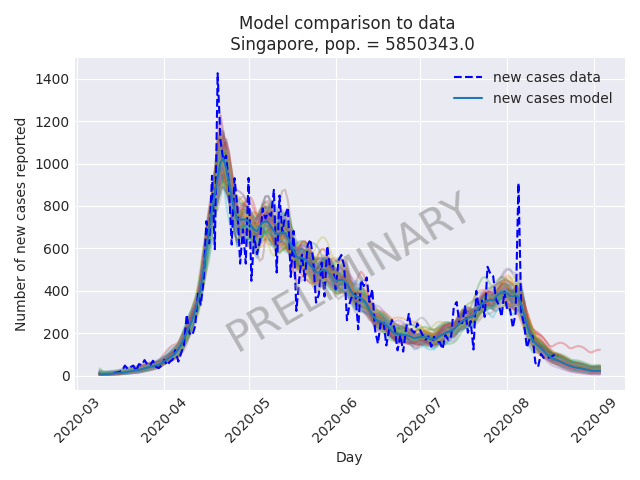 Model comparison to data
Singapore, pop. = 5850343.0
new cases data
new cases model
Number of new cases reported
1400
1200
1000
800
600
400
200
0
PRELIMINARY
2020-03
2020-04
2020-05
2020-06
2020-07
2020-08
2020-09
Day